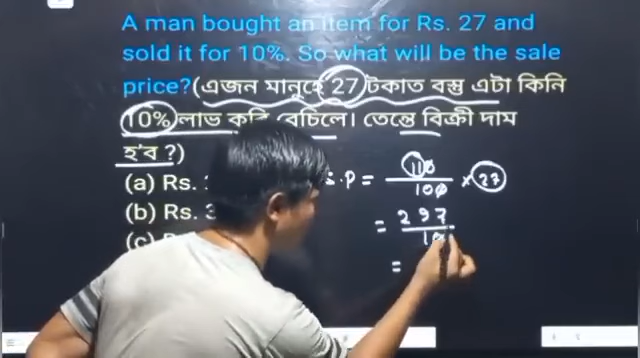 A man bought an item for Rs. 27 and
sold it for 10%. So what will be the sale
price?(এজন মানুহে 27 টকাত বস্তু এটা কিনি
10% লাভ কৰি বেচিলে। তেন্তে বিক্ৰী দাম
হ'ব ?)
(a) Rs.
(b) Rs. 3
(c)
.P = 110/100 × 27
= 297/10
=